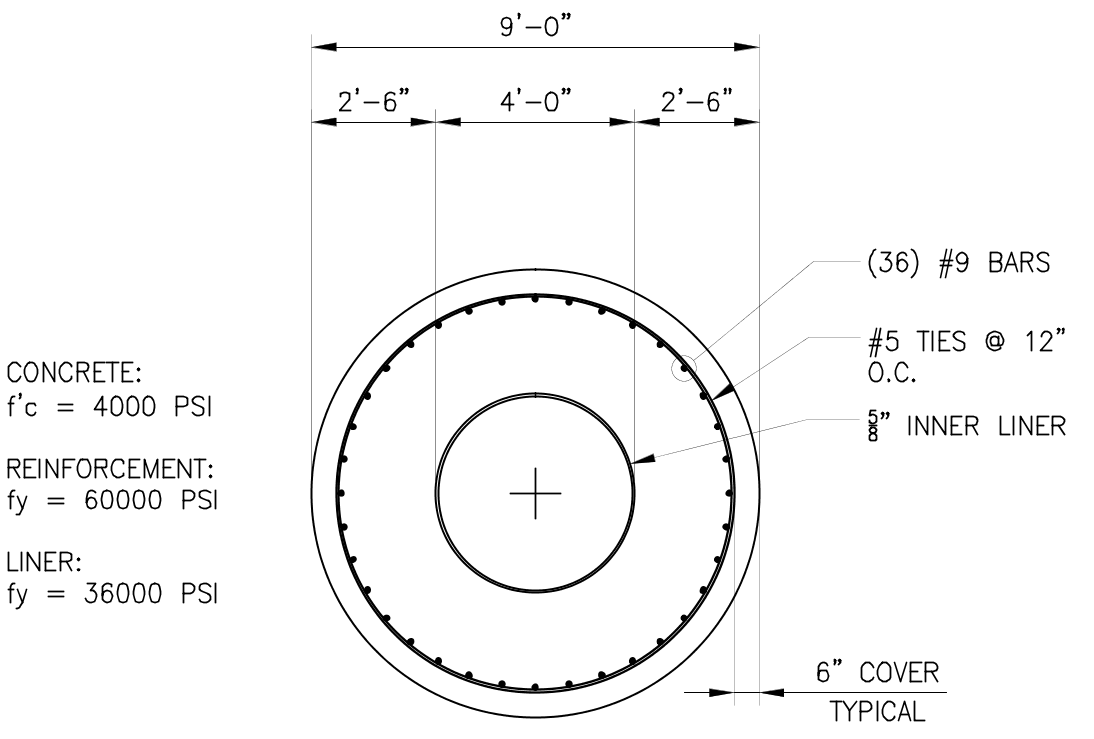 9'-0"
2'-6"
4'-0"
2'-6"
(36) #9 BARS
#5 TIES @ 12"
O.C.
5/8" INNER LINER
CONCRETE:
f'c = 4000 PSI
REINFORCEMENT:
fy = 60000 PSI
LINER:
fy = 36000 PSI
6" COVER
TYPICAL